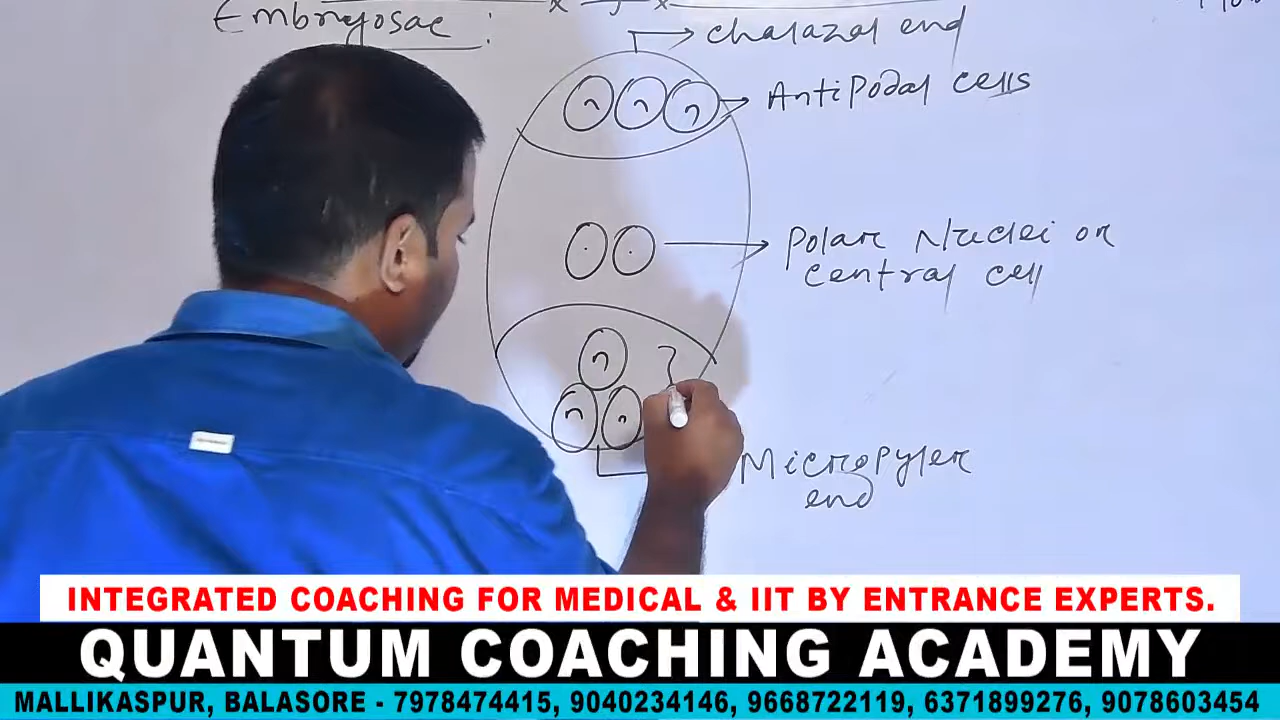 Embryosac :
chalazal end
Antipodal cells
Polar Nuclei or
central cell
Micropyler
end
INTEGRATED COACHING FOR MEDICAL & IIT BY ENTRANCE EXPERTS.
QUANTUM COACHING ACADEMY
MALLIKASPUR, BALASORE - 7978474415, 9040234146, 9668722119, 6371899276, 9078603454